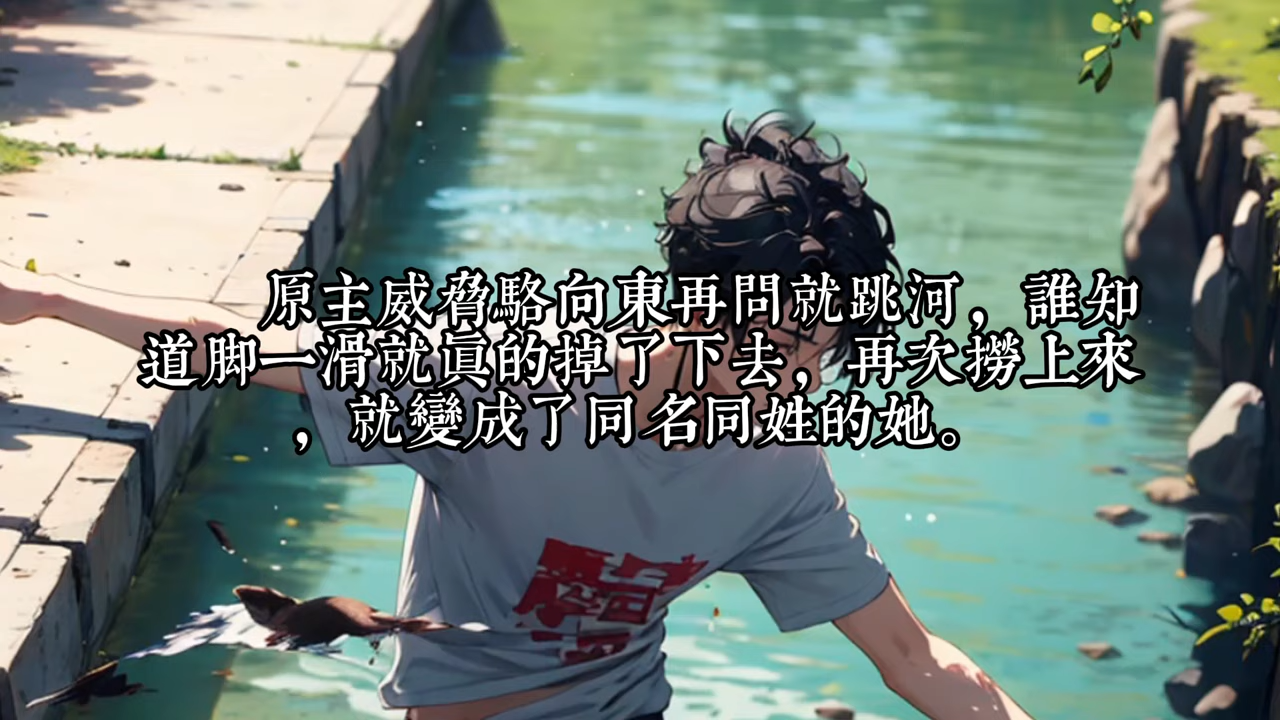 原主威脅駱向東再問就跳河，誰知
道脚一滑就眞的掉了下去，再次撈上來
，就變成了同名同姓的她。